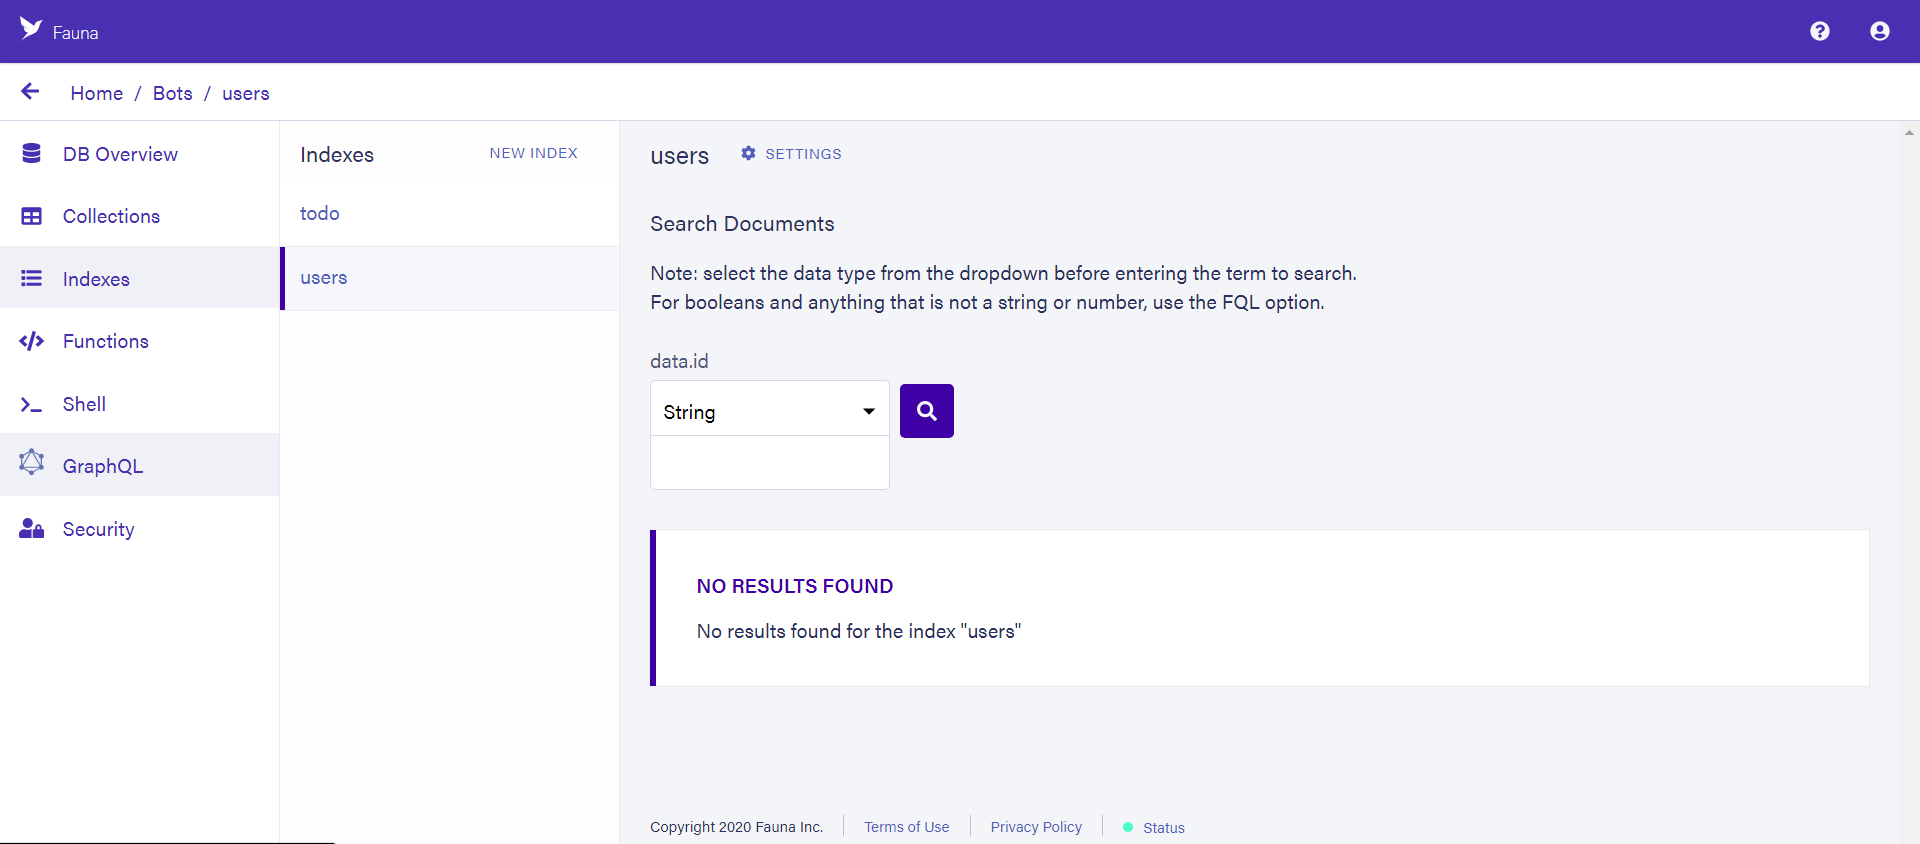 Fauna
Home / Bots / users
DB Overview
Collections
Indexes
Functions
Shell
GraphQL
Security
Indexes
NEW INDEX
todo
users
users
SETTINGS
Search Documents
Note: select the data type from the dropdown before entering the term to search.
For booleans and anything that is not a string or number, use the FQL option.
data.id
String
NO RESULTS FOUND
No results found for the index "users"
Copyright 2020 Fauna Inc.
Terms of Use
Privacy Policy
Status